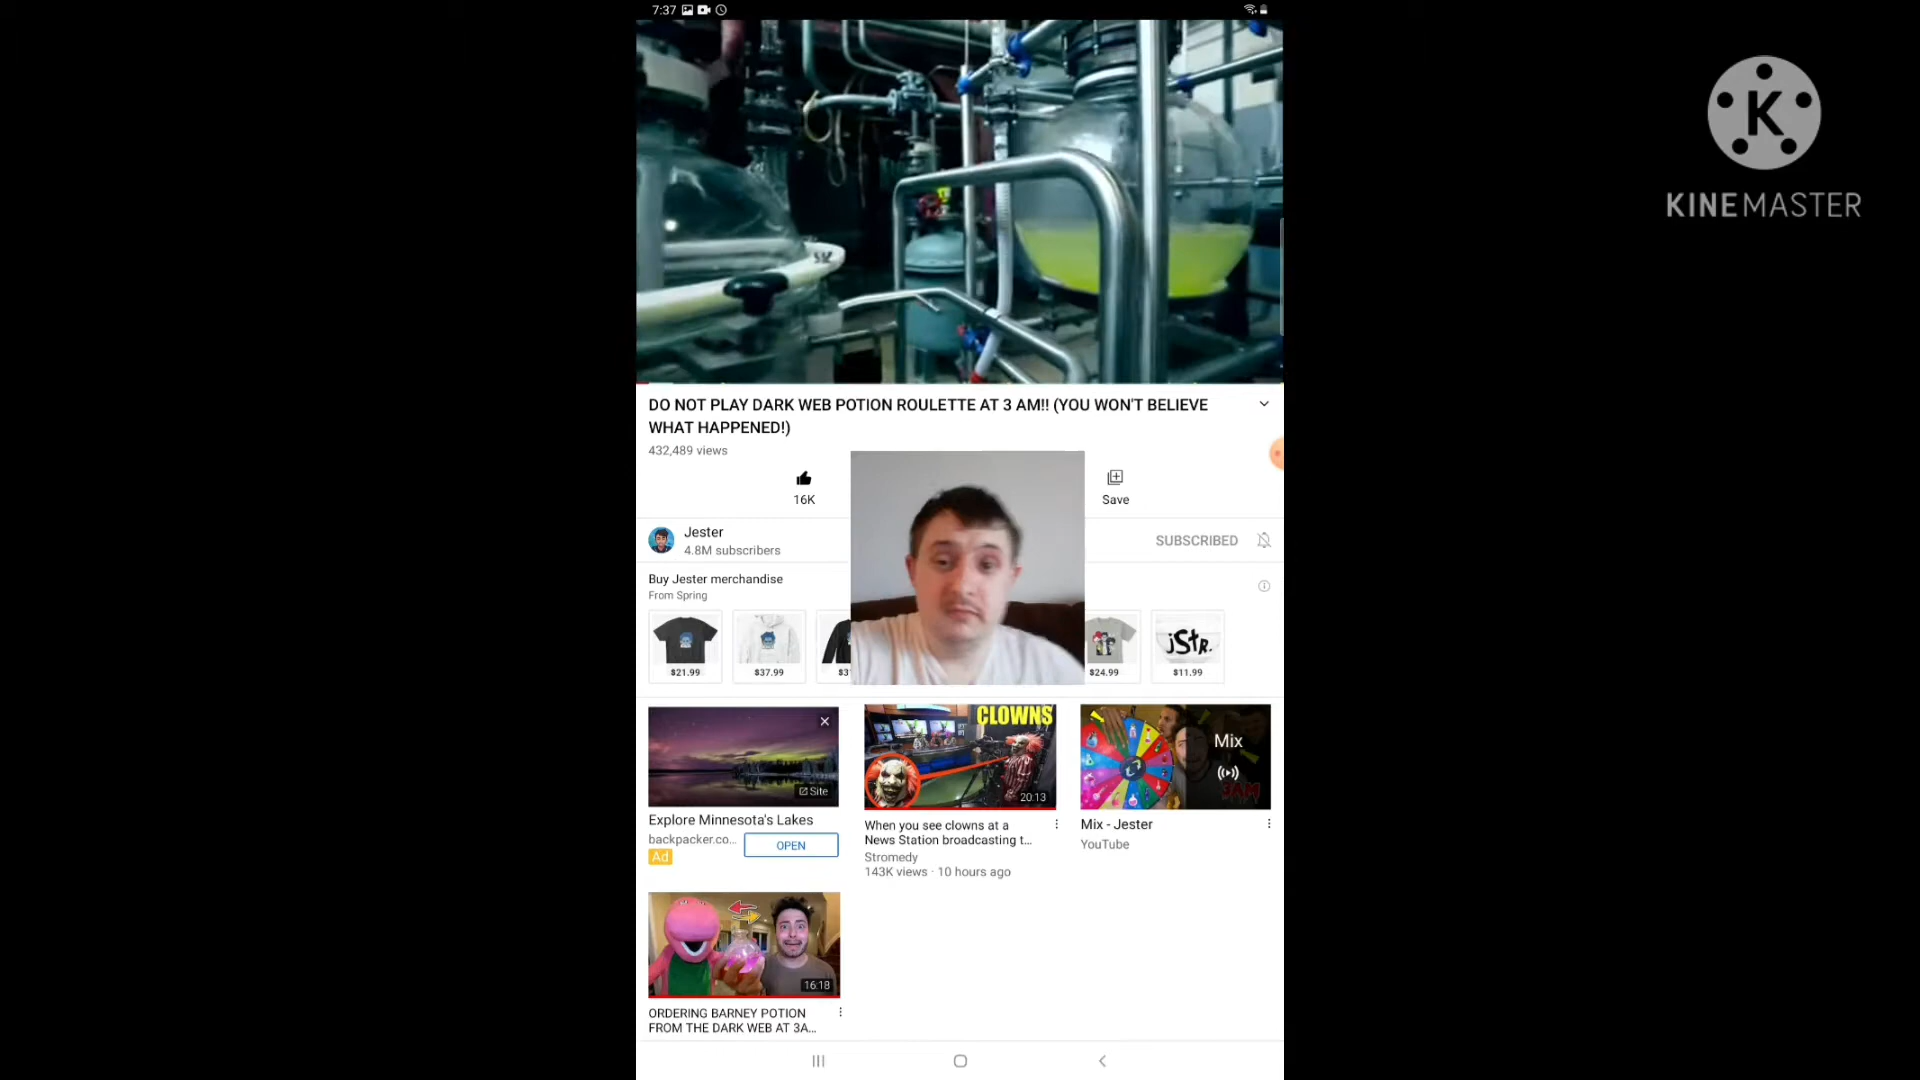 7:37
KINEMASTER
DO NOT PLAY DARK WEB POTION ROULETTE AT 3 AM!! (YOU WON'T BELIEVE
WHAT HAPPENED!)
432,489 views
16K
Save
Jester
4.8M subscribers
SUBSCRIBED
Buy Jester merchandise
From Spring
jStR.
$21.99
$37.99
$3
$24.99
$11.99
CLOWNS
Mix
Site
20:13
3AM
Explore Minnesota's Lakes
backpacker.co...
OPEN
Ad
When you see clowns at a
News Station broadcasting t...
Stromedy
143K views · 10 hours ago
Mix - Jester
YouTube
16:18
ORDERING BARNEY POTION
FROM THE DARK WEB AT 3A...